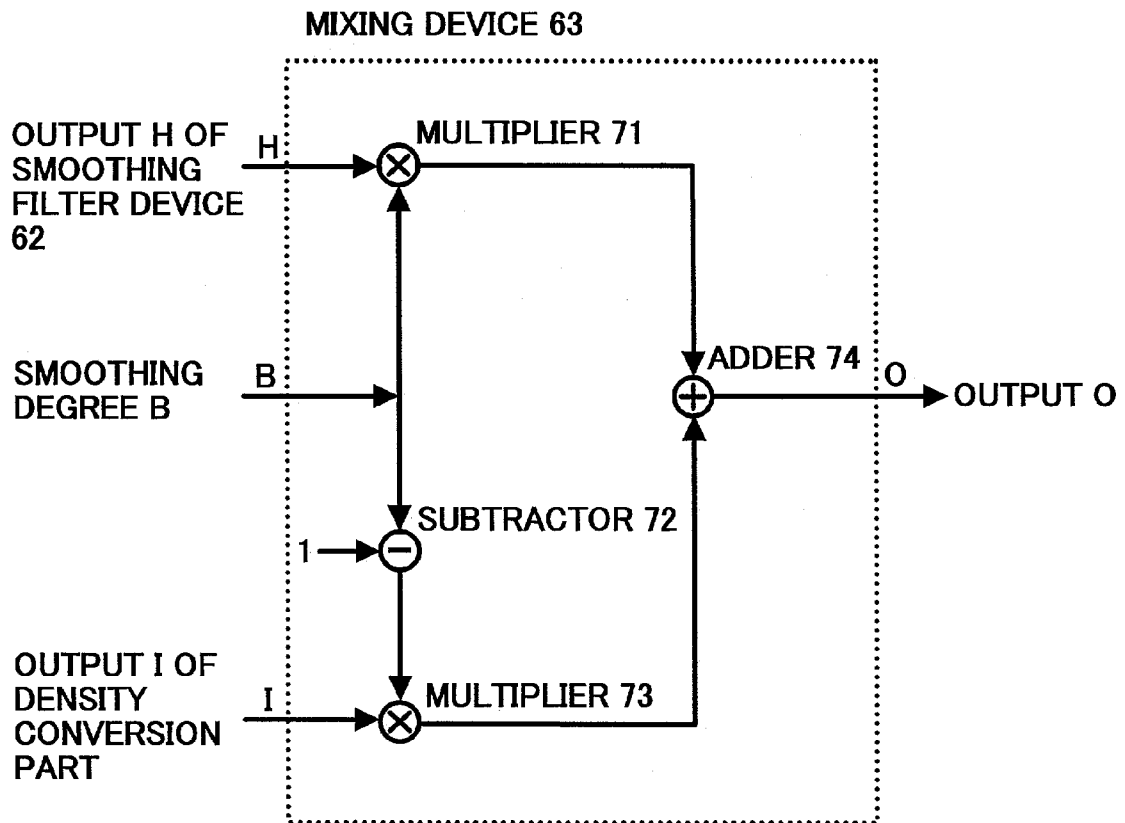 MIXING DEVICE 63
OUTPUT H OF
SMOOTHING
FILTER DEVICE
62
H
MULTIPLIER 71
SMOOTHING
DEGREE B
B
ADDER 74
O
OUTPUT O
SUBTRACTOR 72
1
OUTPUT I OF
DENSITY
CONVERSION
PART
I
MULTIPLIER 73